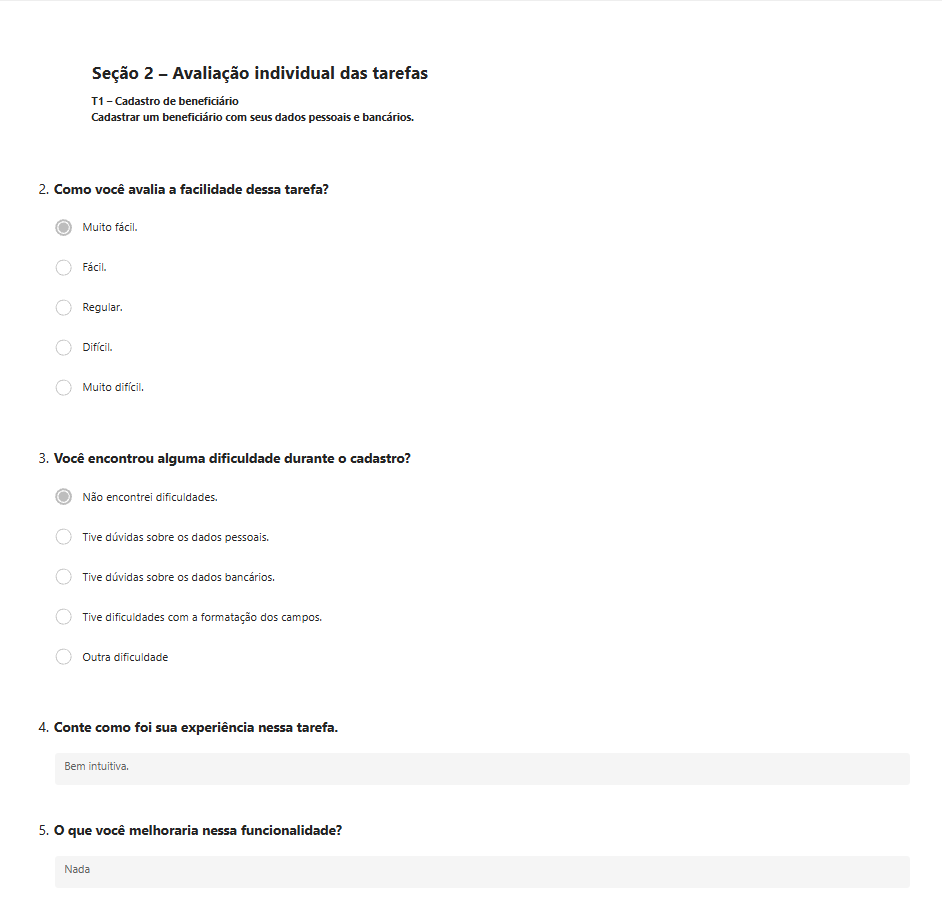 Seção 2 – Avaliação individual das tarefas
T1 – Cadastro de beneficiário
Cadastrar um beneficiário com seus dados pessoais e bancários.
2. Como você avalia a facilidade dessa tarefa?
Muito fácil.
Fácil.
Regular.
Difícil.
Muito difícil.
3. Você encontrou alguma dificuldade durante o cadastro?
Não encontrei dificuldades.
Tive dúvidas sobre os dados pessoais.
Tive dúvidas sobre os dados bancários.
Tive dificuldades com a formatação dos campos.
Outra dificuldade
4. Conte como foi sua experiência nessa tarefa.
Bem intuitiva.
5. O que você melhoraria nessa funcionalidade?
Nada